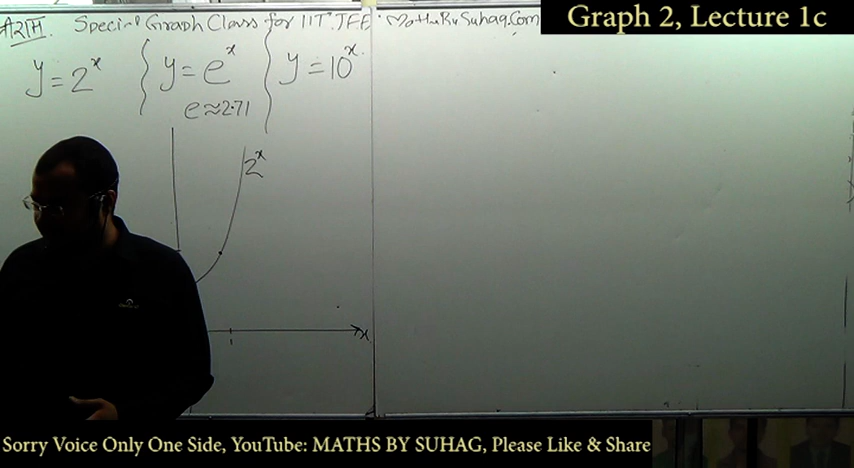 Graph 2, Lecture 1c
Special Graph Class for IIT JEE. MathsBySuhag.Com
y = 2^x { y = e^x { y = 10^x
e ≈ 2.71
2^x
x
1
Sorry Voice Only One Side, YouTube: MATHS BY SUHAG, Please Like & Share